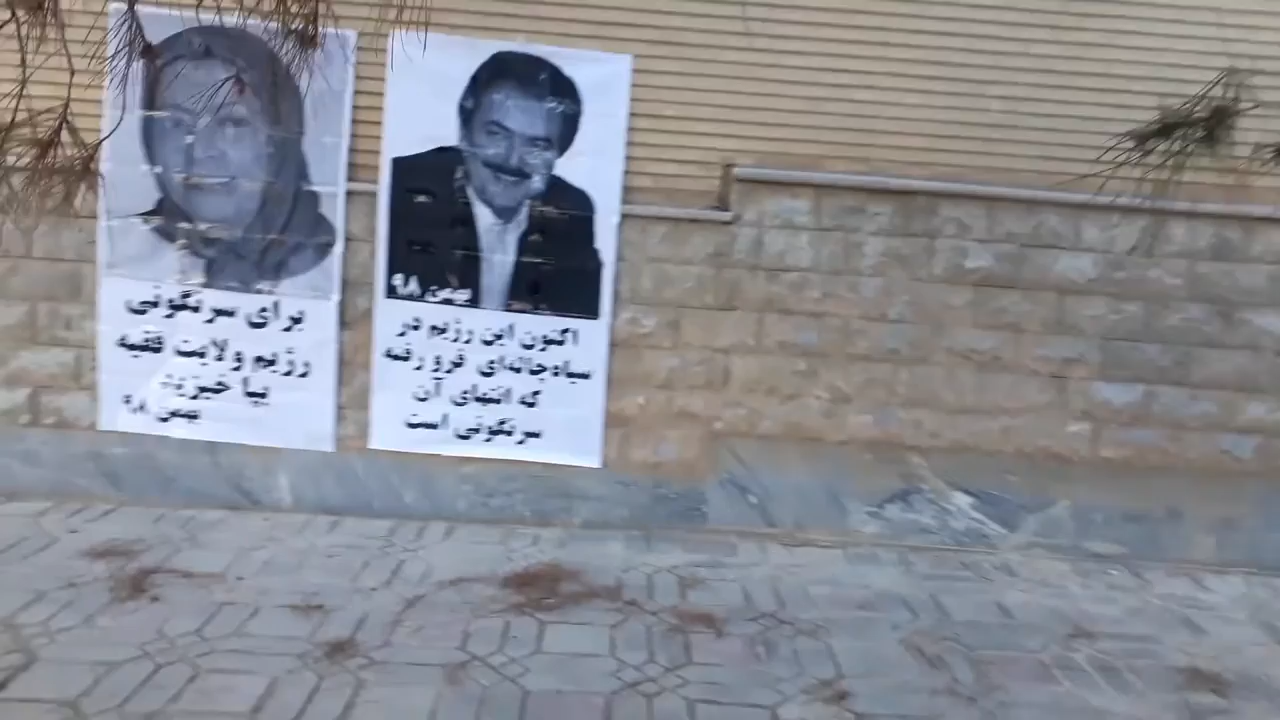 اکنون این رژیم در
سیاه‌چاله‌ای فرو رفته
که انتهای آن
سرنگونی است
بهمن ۹۸
برای سرنگونی
رژیم ولایت فقیه
بپا خیزید
بهمن ۹۸